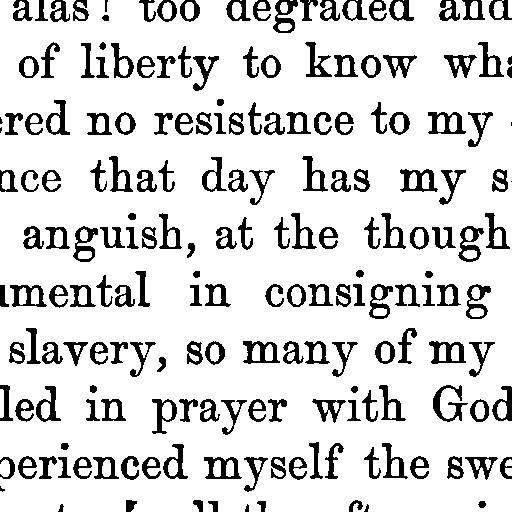 alas! too degraded and
of liberty to know wha
ered no resistance to my
nce that day has my s
anguish, at the though
umental in consigning
slavery, so many of my
led in prayer with God
perienced myself the swe